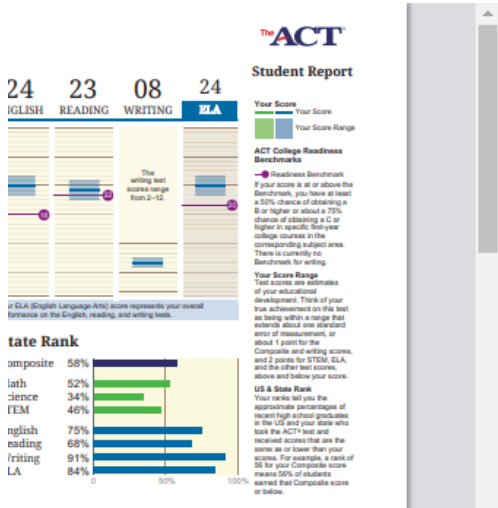 The ACT
Student Report
24 23 08 24
NGLISH READING WRITING ELA
The
writing test
scores range
from 2–12.
18
22
20
ur ELA (English Language Arts) score represents your overall
rformance on the English, reading, and writing tests.
Your Score
Your Score
Your Score Range
ACT College Readiness
Benchmarks
Readiness Benchmark
If your score is at or above the
Benchmark, you have at least
a 50% chance of obtaining a
B or higher or about a 75%
chance of obtaining a C or
higher in specific first-year
college courses in the
corresponding subject area.
There is currently no
Benchmark for writing.
Your Score Range
Test scores are estimates
of your educational
development. Think of your
true achievement on this test
as being within a range that
extends about one standard
error of measurement, or
about 1 point for the
Composite and writing scores,
and 2 points for STEM, ELA,
and the other test scores,
above and below your score.
US & State Rank
Your ranks tell you the
approximate percentages of
recent high school graduates
in the US and your state who
took the ACT® test and
received scores that are the
same as or lower than your
scores. For example, a rank of
56 for your Composite score
means 56% of students
earned that Composite score
or below.
tate Rank
omposite 58%
ath 52%
cience 34%
TEM 46%
nglish 75%
eading 68%
riting 91%
LA 84%
0 50% 100%